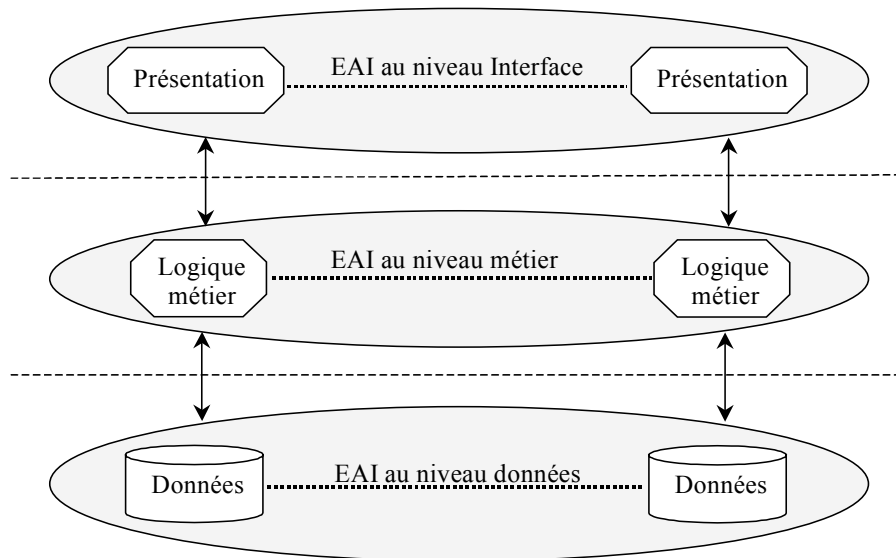 Présentation
EAI au niveau Interface
Présentation
Logique
métier
EAI au niveau métier
Logique
métier
Données
EAI au niveau données
Données